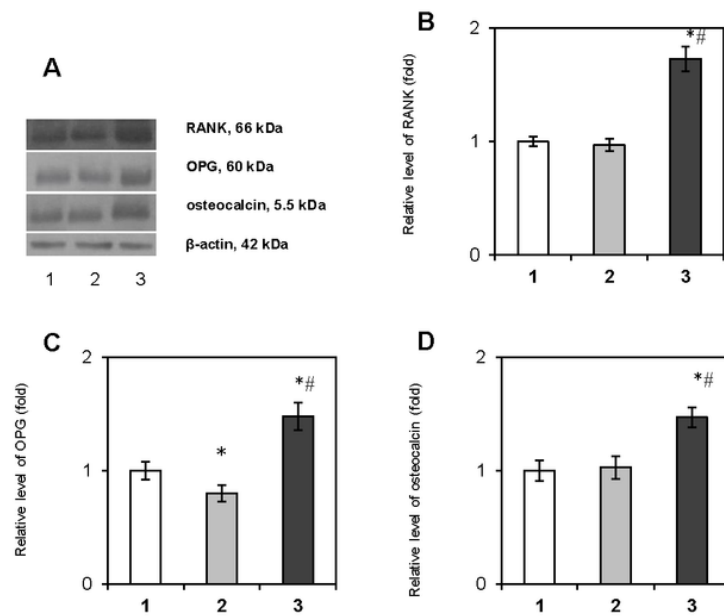 A
RANK, 66 kDa
OPG, 60 kDa
osteocalcin, 5.5 kDa
β-actin, 42 kDa
1 2 3
B
Relative level of RANK (fold)
2
1
0
*#
1 2 3
C
Relative level of OPG (fold)
2
1
0
*
*#
1 2 3
D
Relative level of osteocalcin (fold)
2
1
0
*#
1 2 3